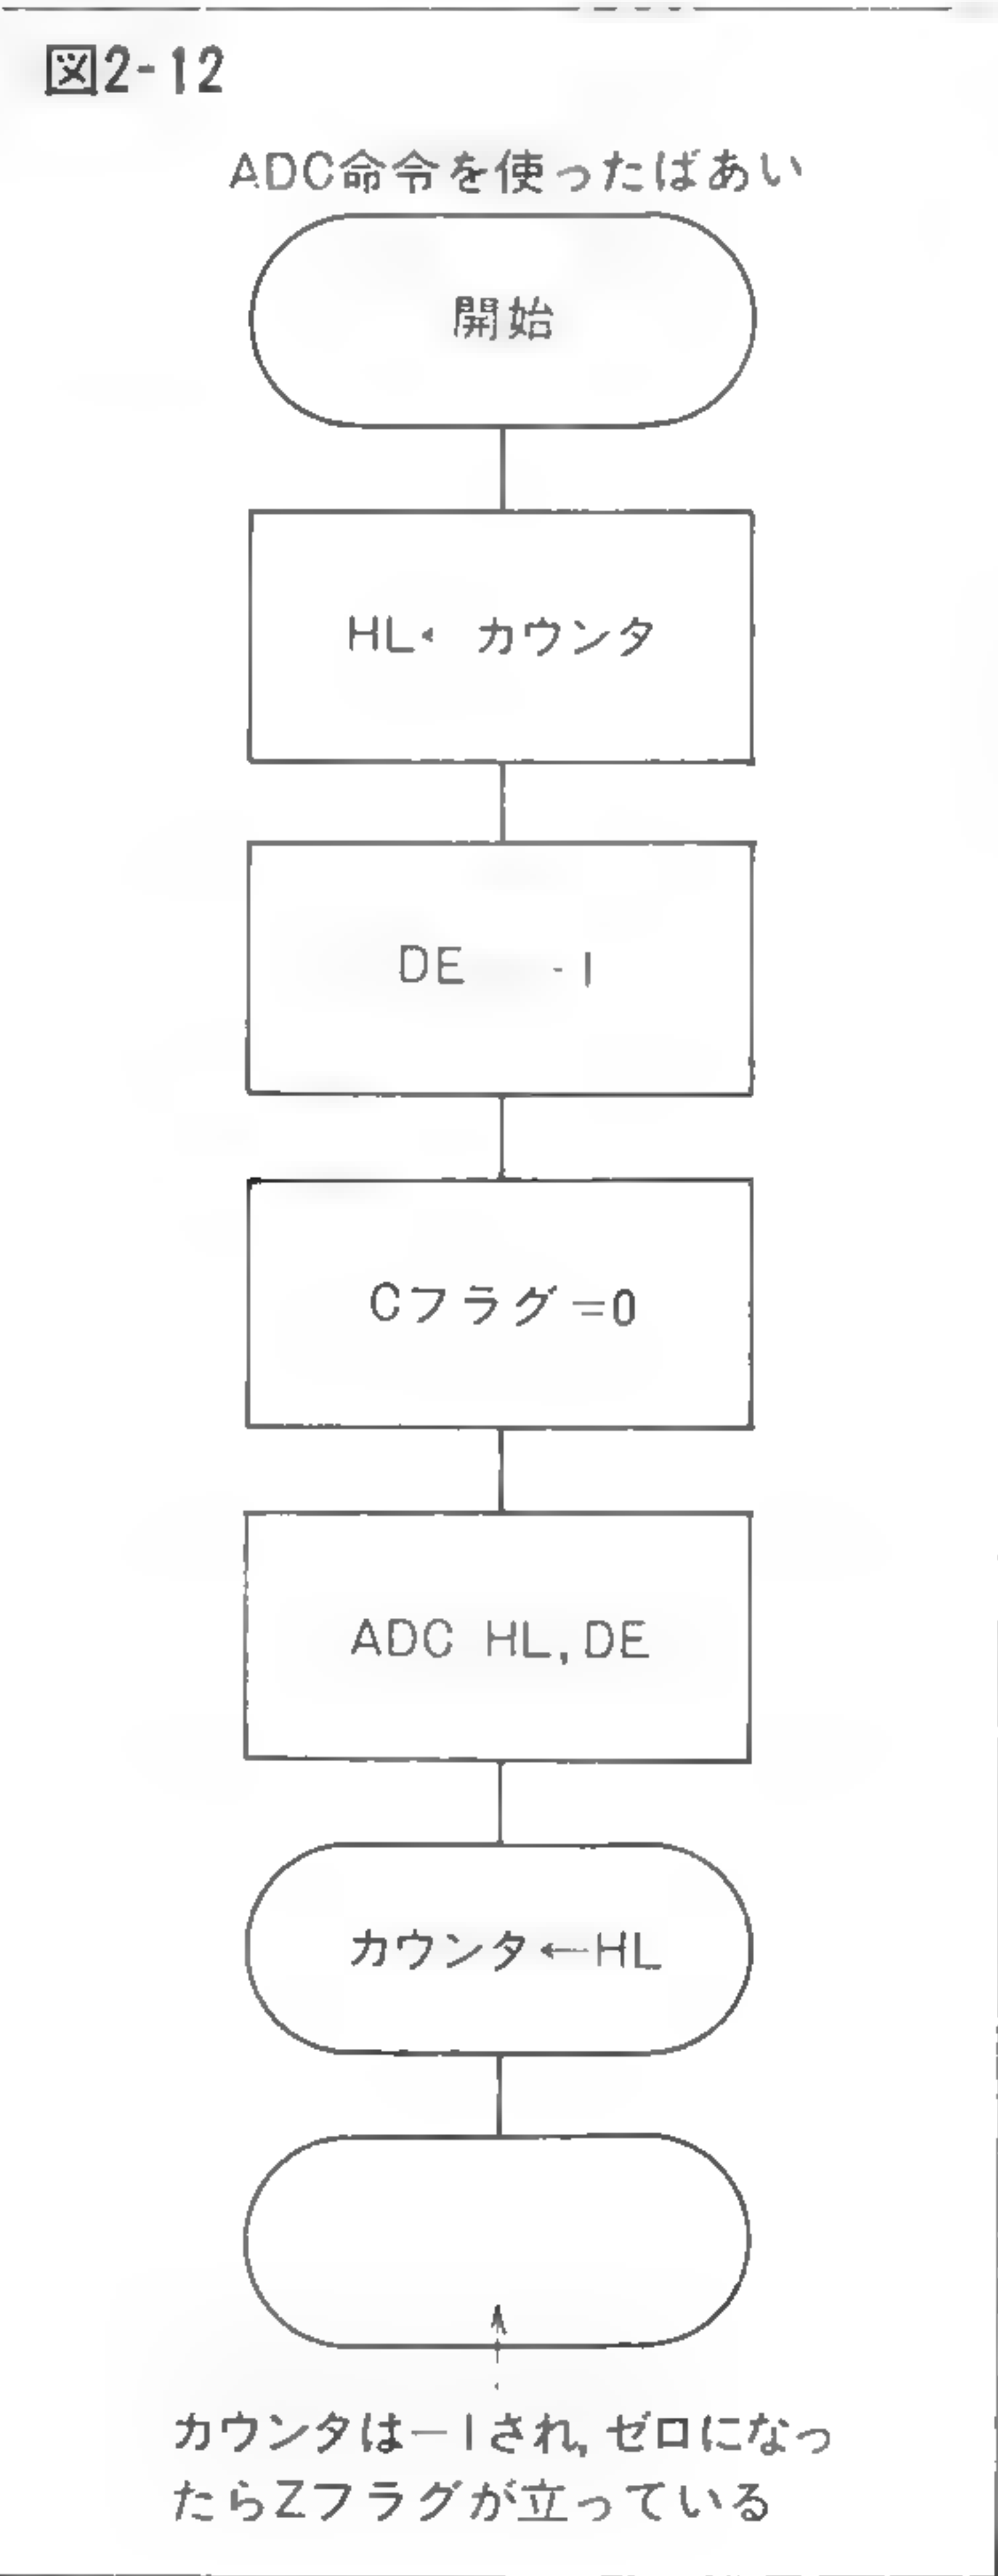 図2-12
ADC命令を使ったばあい
開始
HL← カウンタ
DE -1
Cフラグ=0
ADC HL,DE
カウンタ←HL
カウンタは-1され,ゼロになっ
たらZフラグが立っている